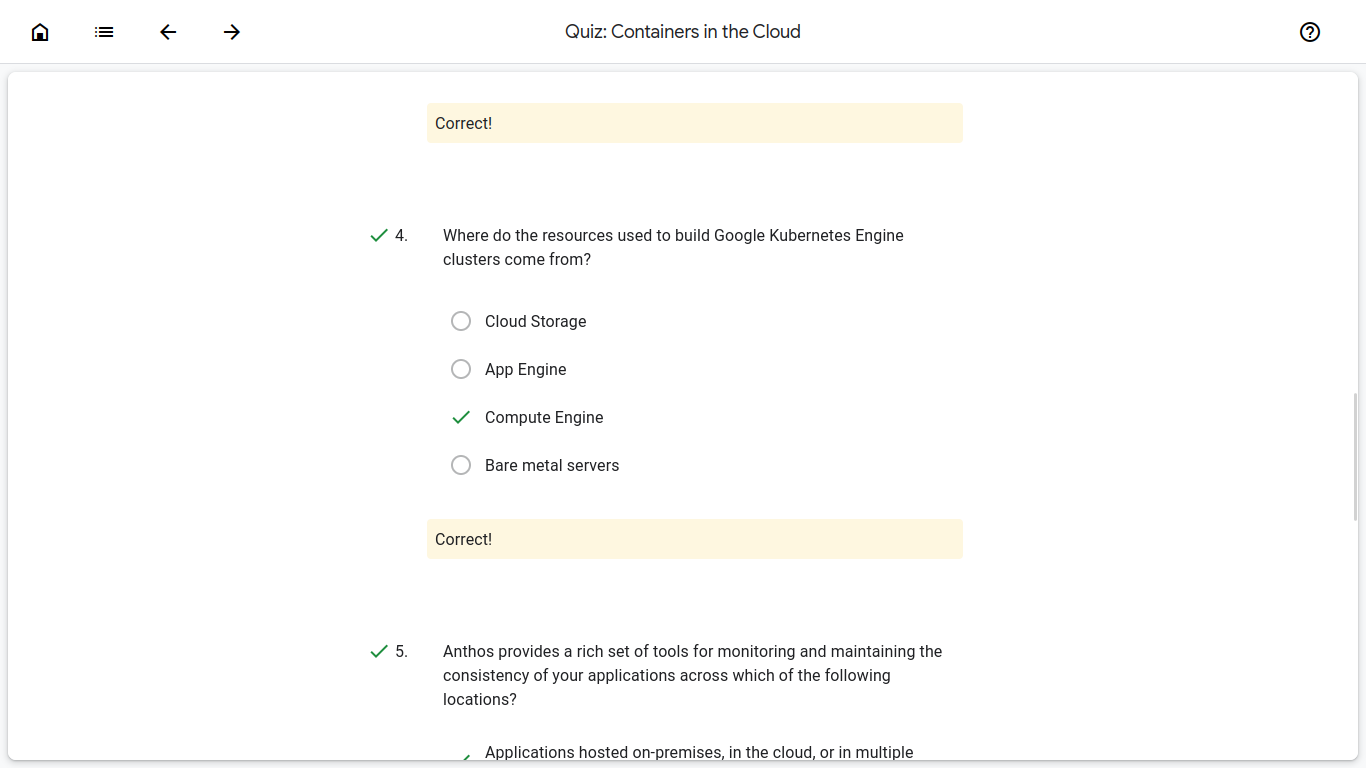 Quiz: Containers in the Cloud
Correct!
4.
Where do the resources used to build Google Kubernetes Engine
clusters come from?
Cloud Storage
App Engine
Compute Engine
Bare metal servers
Correct!
5.
Anthos provides a rich set of tools for monitoring and maintaining the
consistency of your applications across which of the following
locations?
Applications hosted on-premises, in the cloud, or in multiple